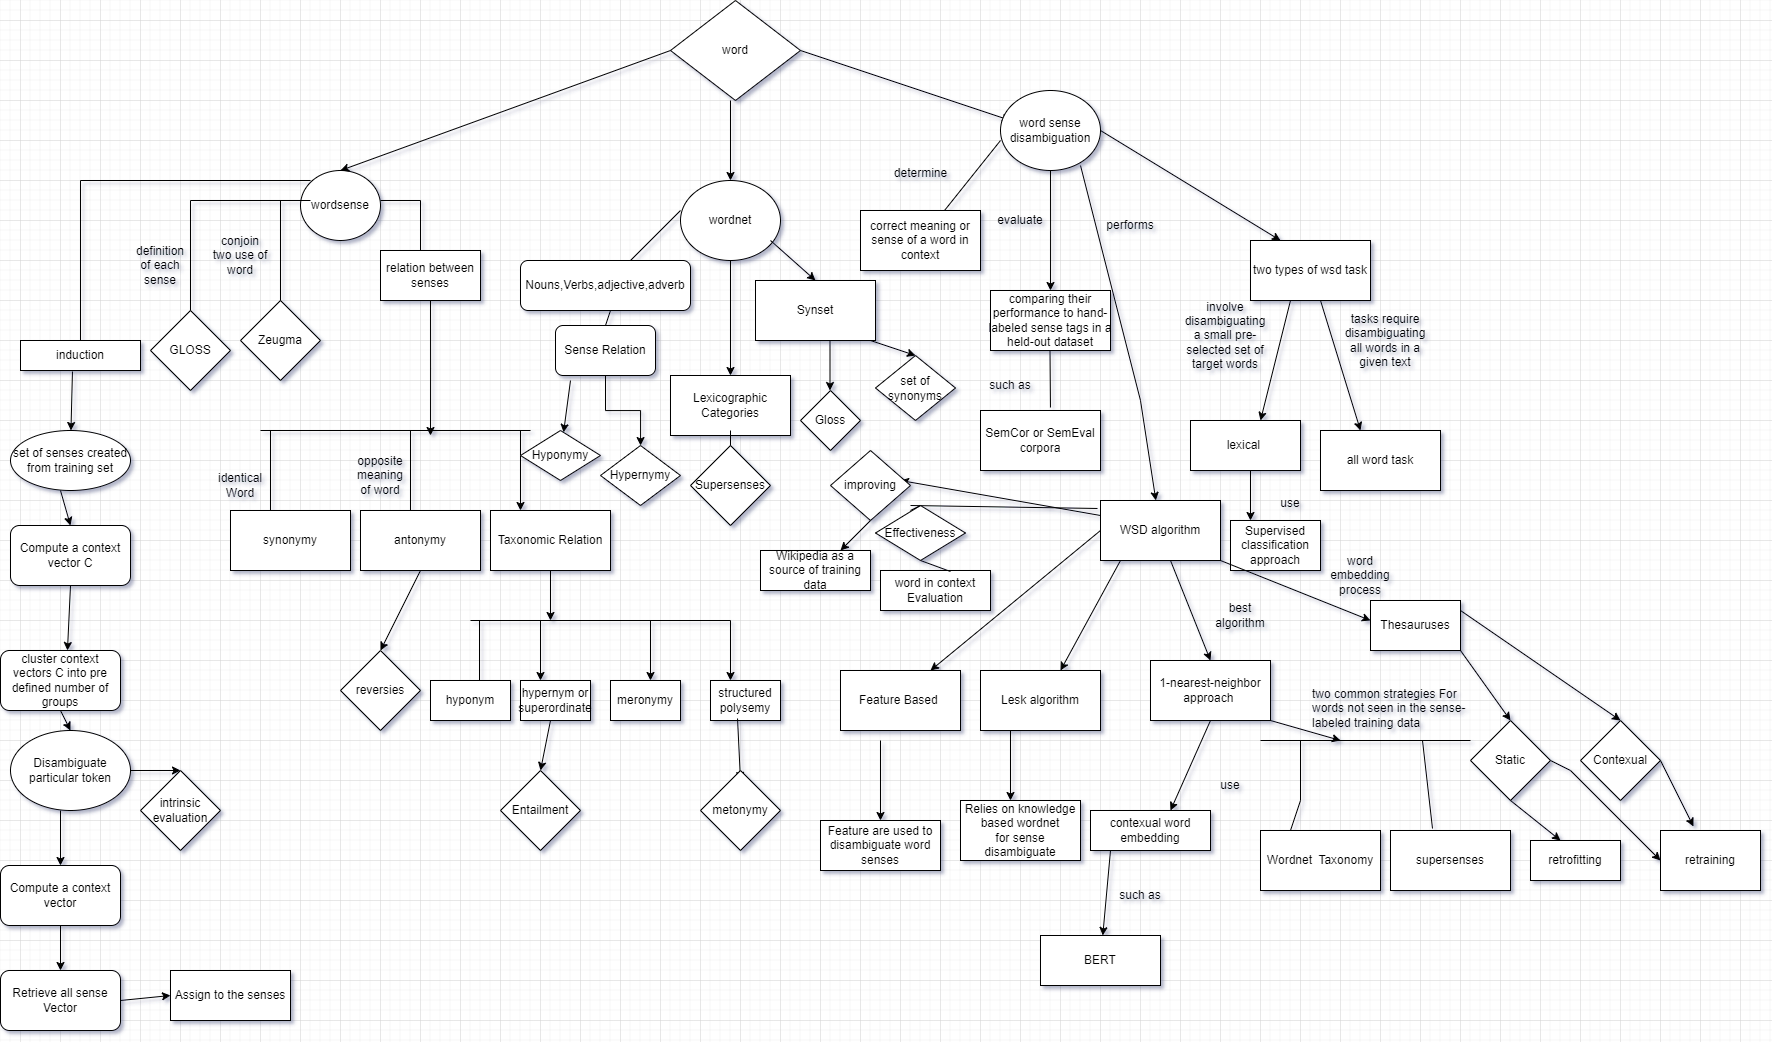 word
word sense
disambiguation
wordsense
wordnet
determine
correct meaning or
sense of a word in
context
evaluate
performs
two types of wsd task
definition
of each
sense
conjoin
two use of
word
relation between
senses
Nouns,Verbs,adjective,adverb
Synset
comparing their
performance to hand-
labeled sense tags in a
held-out dataset
involve
disambiguating
a small pre-
selected set of
target words
tasks require
disambiguating
all words in a
given text
induction
GLOSS
Zeugma
Sense Relation
Lexicographic
Categories
Gloss
set of
synonyms
such as
SemCor or SemEval
corpora
lexical
all word task
set of senses created
from training set
identical
Word
opposite
meaning
of word
Hyponymy
Hypernymy
Supersenses
improving
Effectiveness
WSD algorithm
use
Supervised
classification
approach
Compute a context
vector C
synonymy
antonymy
Taxonomic Relation
Wikipedia as a
source of training
data
word in context
Evaluation
word
embedding
process
best
algorithm
Thesauruses
cluster context
vectors C into pre
defined number of
groups
reversies
hyponym
hypernym or
superordinate
meronymy
structured
polysemy
Feature Based
Lesk algorithm
1-nearest-neighbor
approach
two common strategies For
words not seen in the sense-
labeled training data
Static
Contexual
Disambiguate
particular token
intrinsic
evaluation
Entailment
metonymy
Feature are used to
disambiguate word
senses
Relies on knowledge
based wordnet
for sense
disambiguate
use
contexual word
embedding
Wordnet  Taxonomy
supersenses
retrofitting
retraining
Compute a context
vector
such as
BERT
Retrieve all sense
Vector
Assign to the senses